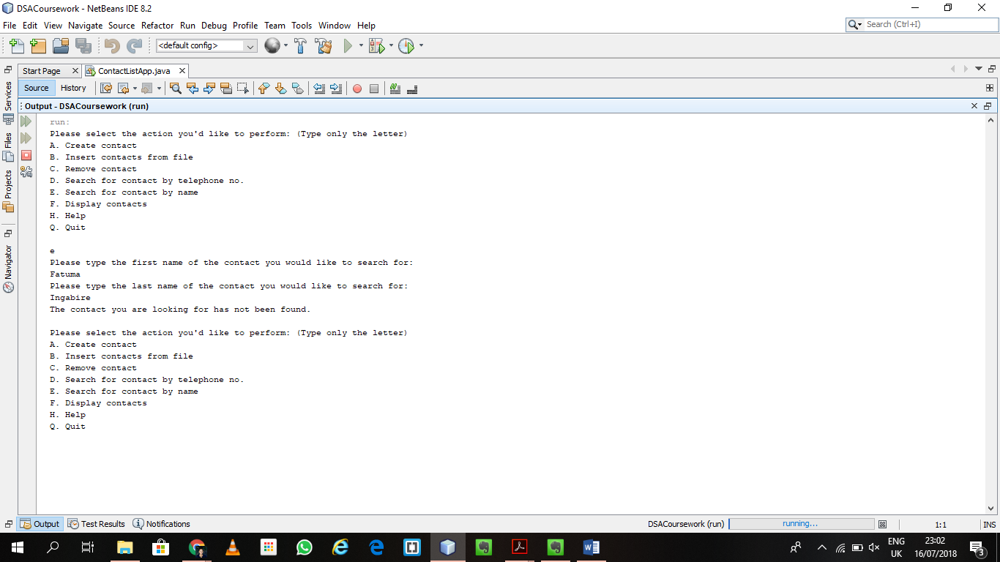 DSACoursework - NetBeans IDE 8.2
File Edit View Navigate Source Refactor Run Debug Profile Team Tools Window Help
Search (Ctrl+I)
<default config>
Start Page
ContactListApp.java
Source
History
Services
Files
Projects
Navigator
Output - DSACoursework (run)
run:
Please select the action you'd like to perform: (Type only the letter)
A. Create contact
B. Insert contacts from file
C. Remove contact
D. Search for contact by telephone no.
E. Search for contact by name
F. Display contacts
H. Help
Q. Quit
e
Please type the first name of the contact you would like to search for:
Fatuma
Please type the last name of the contact you would like to search for:
Ingabire
The contact you are looking for has not been found.
Please select the action you'd like to perform: (Type only the letter)
A. Create contact
B. Insert contacts from file
C. Remove contact
D. Search for contact by telephone no.
E. Search for contact by name
F. Display contacts
H. Help
Q. Quit
Output
Test Results
Notifications
DSACoursework (run)
running...
1:1
INS
ENG
UK
23:02
16/07/2018
3